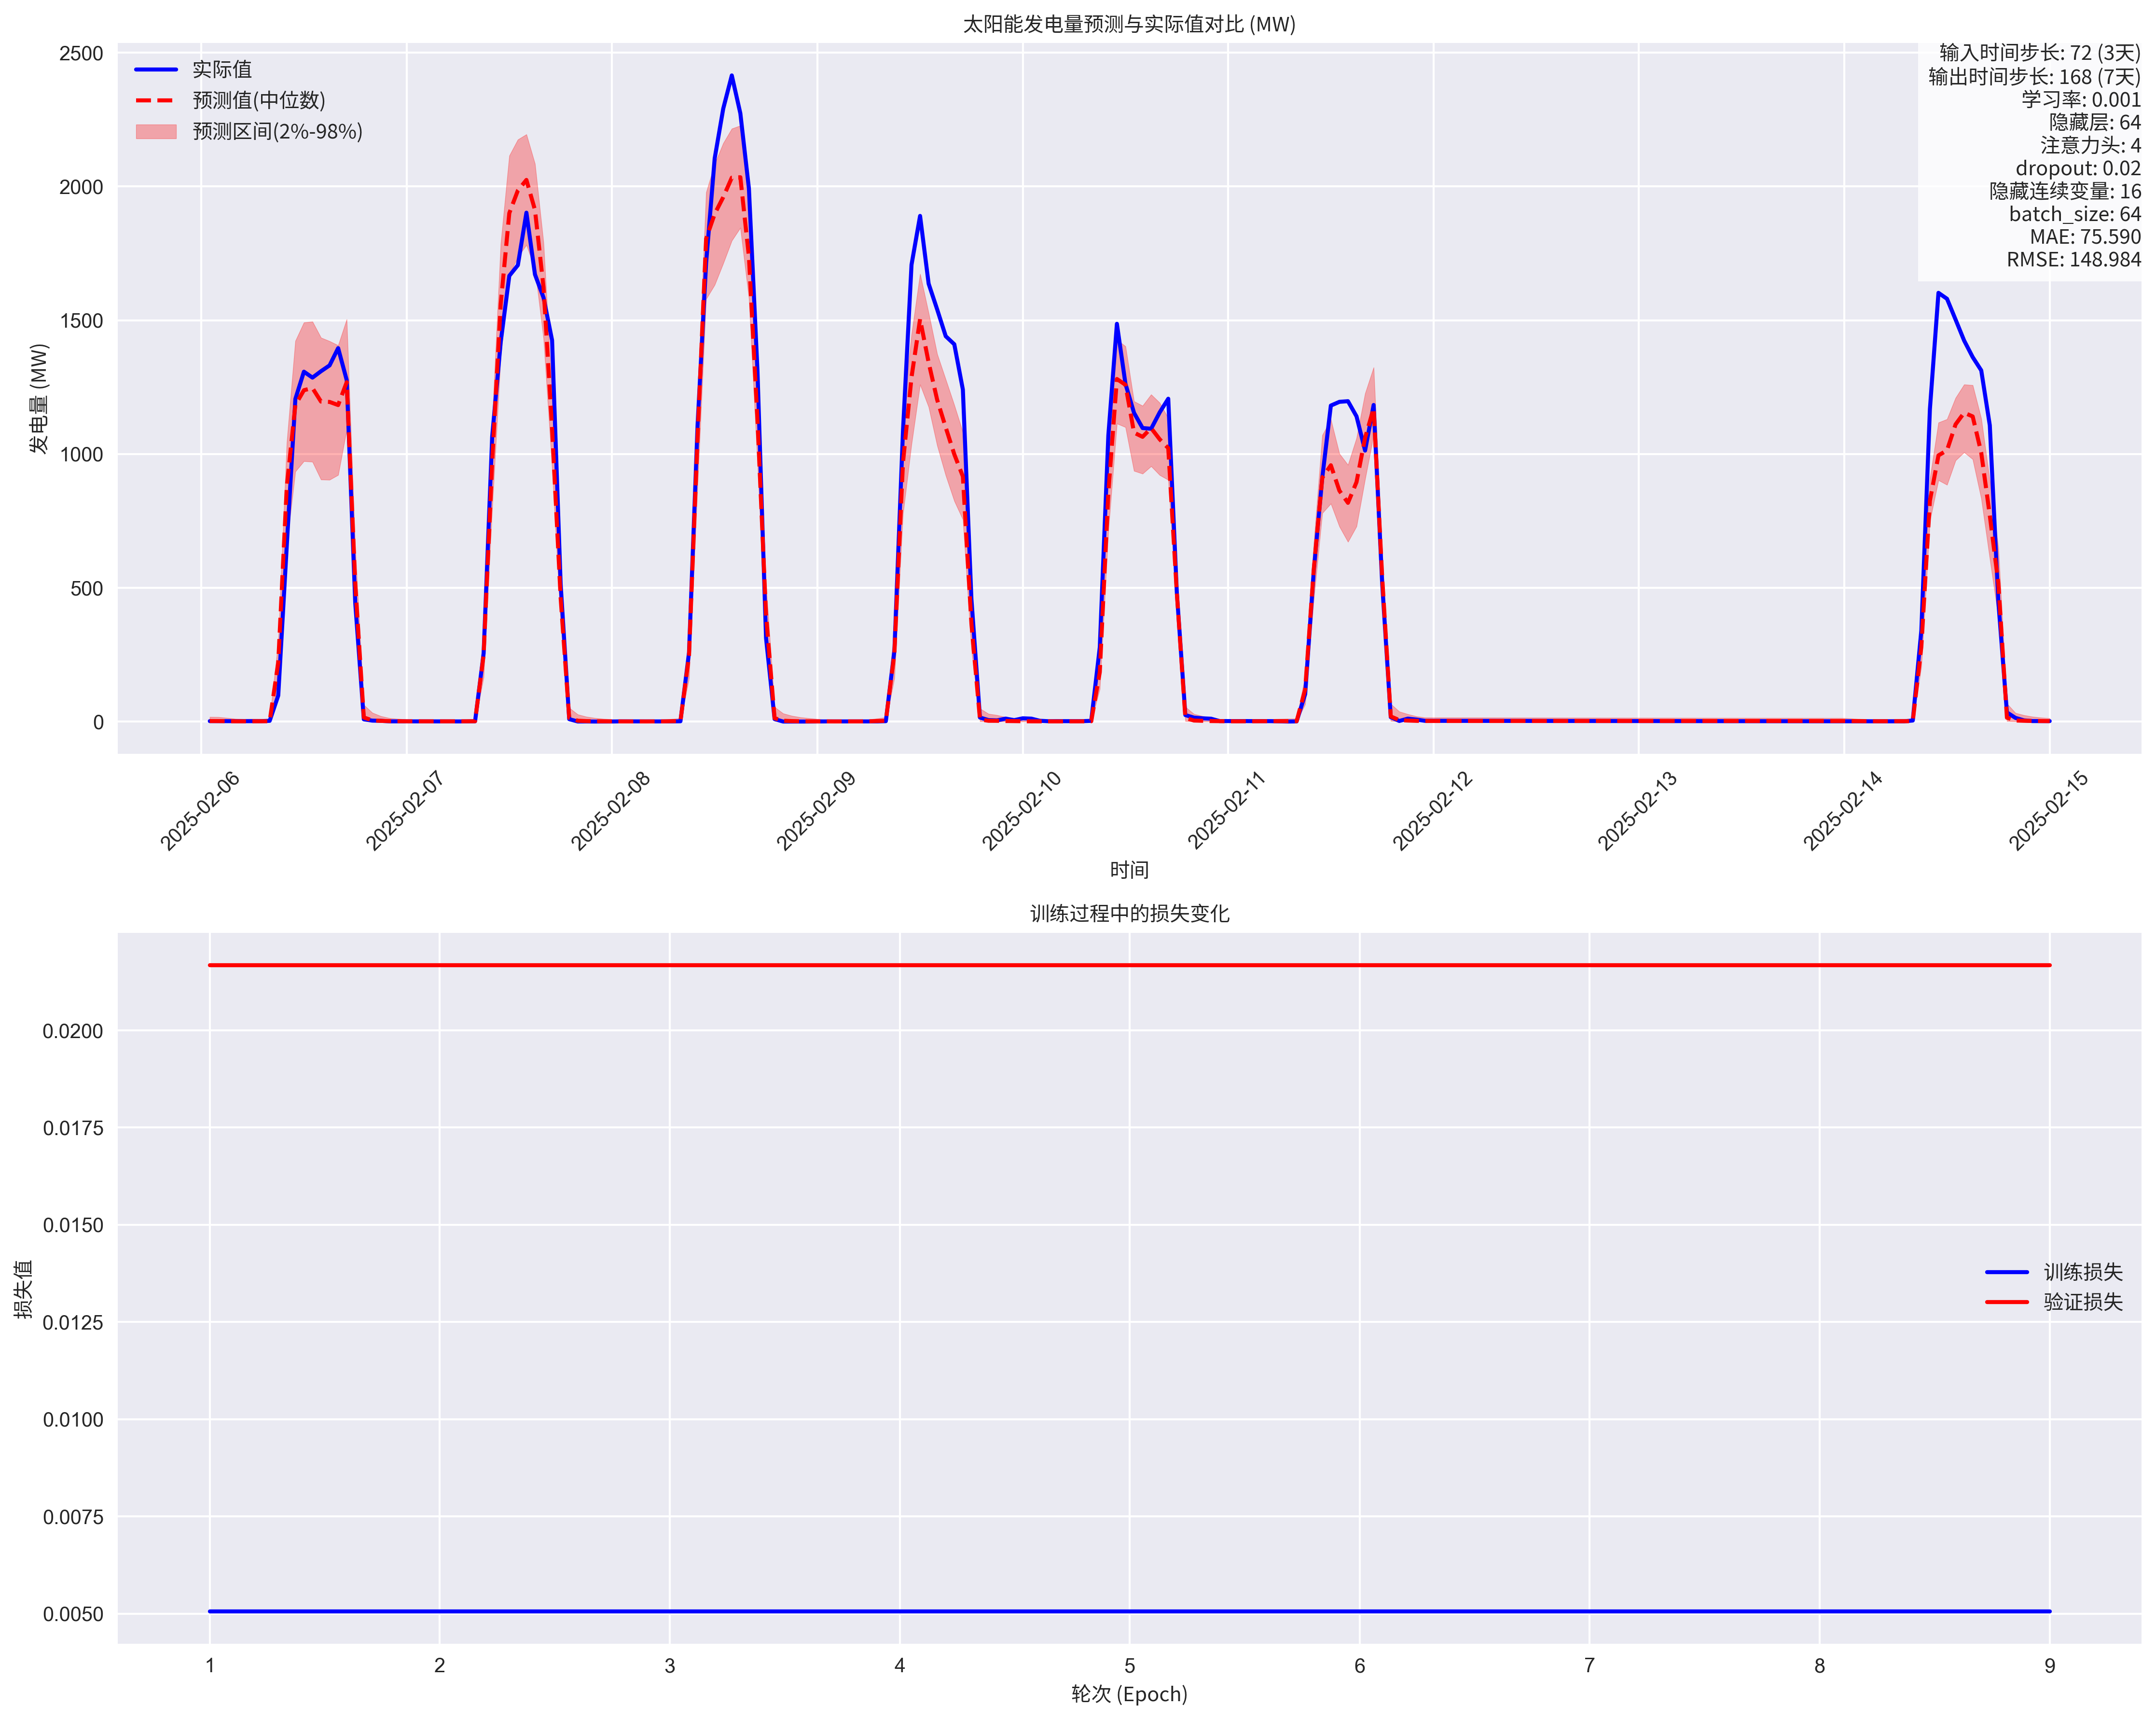 太阳能发电量预测与实际值对比 (MW)
2500
2000
1500
1000
500
0
发电量 (MW)
实际值
预测值(中位数)
预测区间(2%-98%)
输入时间步长: 72 (3天)
输出时间步长: 168 (7天)
学习率: 0.001
隐藏层: 64
注意力头: 4
dropout: 0.02
隐藏连续变量: 16
batch_size: 64
MAE: 75.590
RMSE: 148.984
2025-02-06
2025-02-07
2025-02-08
2025-02-09
2025-02-10
2025-02-11
2025-02-12
2025-02-13
2025-02-14
2025-02-15
时间
训练过程中的损失变化
0.0200
0.0175
0.0150
0.0125
0.0100
0.0075
0.0050
损失值
训练损失
验证损失
1
2
3
4
5
6
7
8
9
轮次 (Epoch)